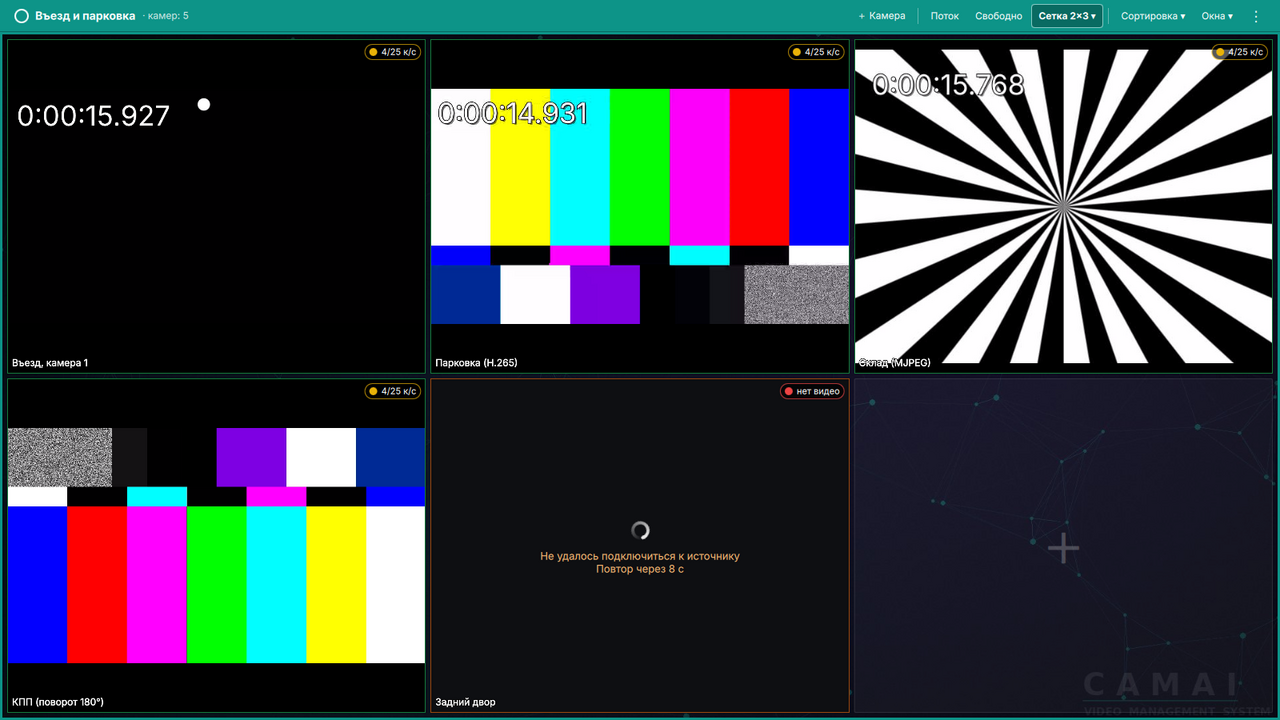 Въезд и парковка · камер: 5
+ Камера
Поток
Свободно
Сетка 2×3 ▾
Сортировка ▾
Окна ▾
4/25 к/с
0:00:15.927
Въезд, камера 1
4/25 к/с
0:00:14.931
Парковка (H.265)
4/25 к/с
0:00:15.768
Склад (MJPEG)
4/25 к/с
КПП (поворот 180°)
нет видео
Не удалось подключиться к источнику
Повтор через 8 с
Задний двор
CAMAI
VIDEO MANAGEMENT SYSTEM